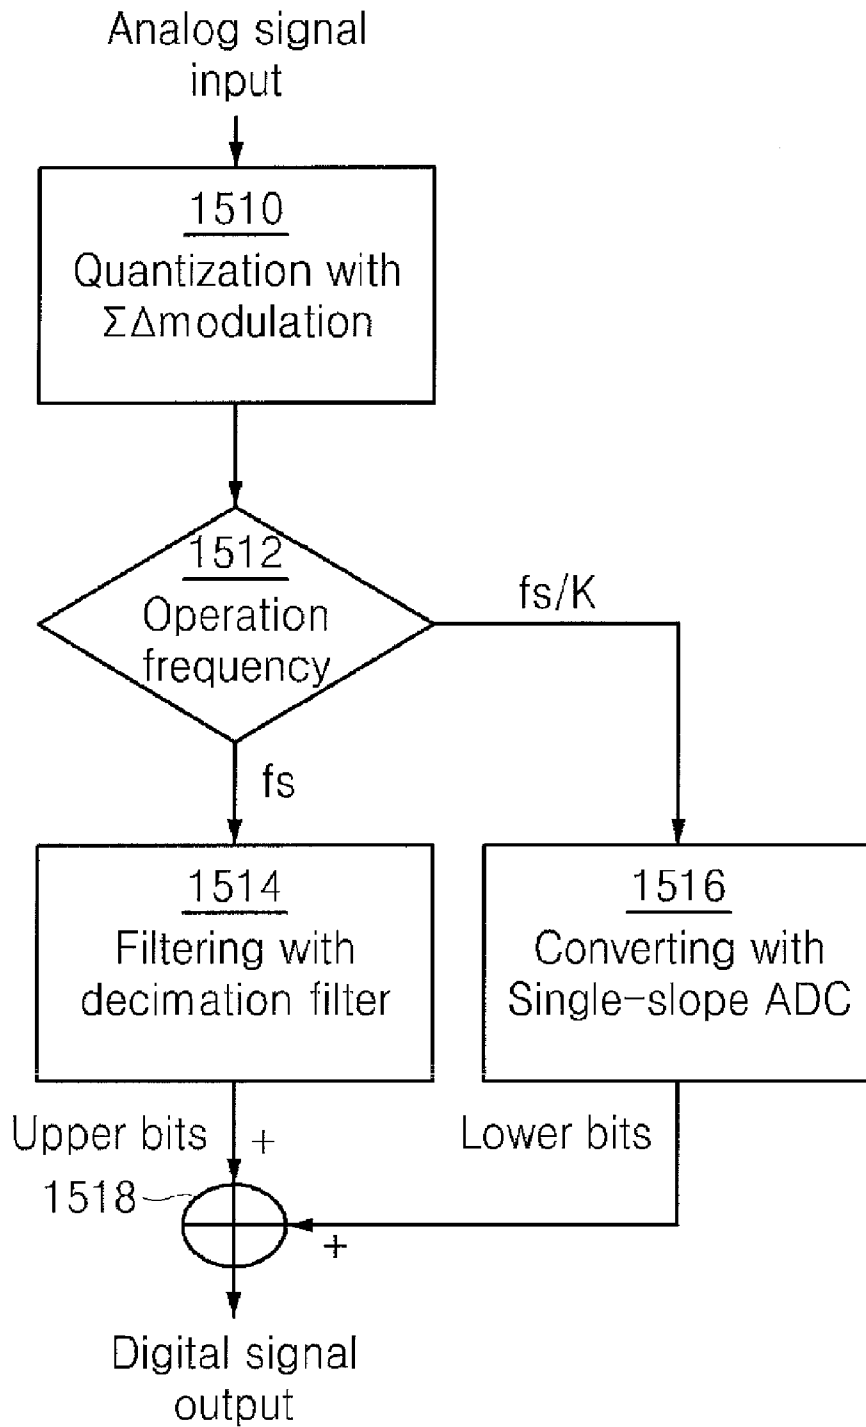 Analog signal
input
1510
Quantization with
ΣΔmodulation
1512
Operation
frequency
fs/K
fs
1514
Filtering with
decimation filter
1516
Converting with
Single-slope ADC
Upper bits +
Lower bits
1518
+
Digital signal
output